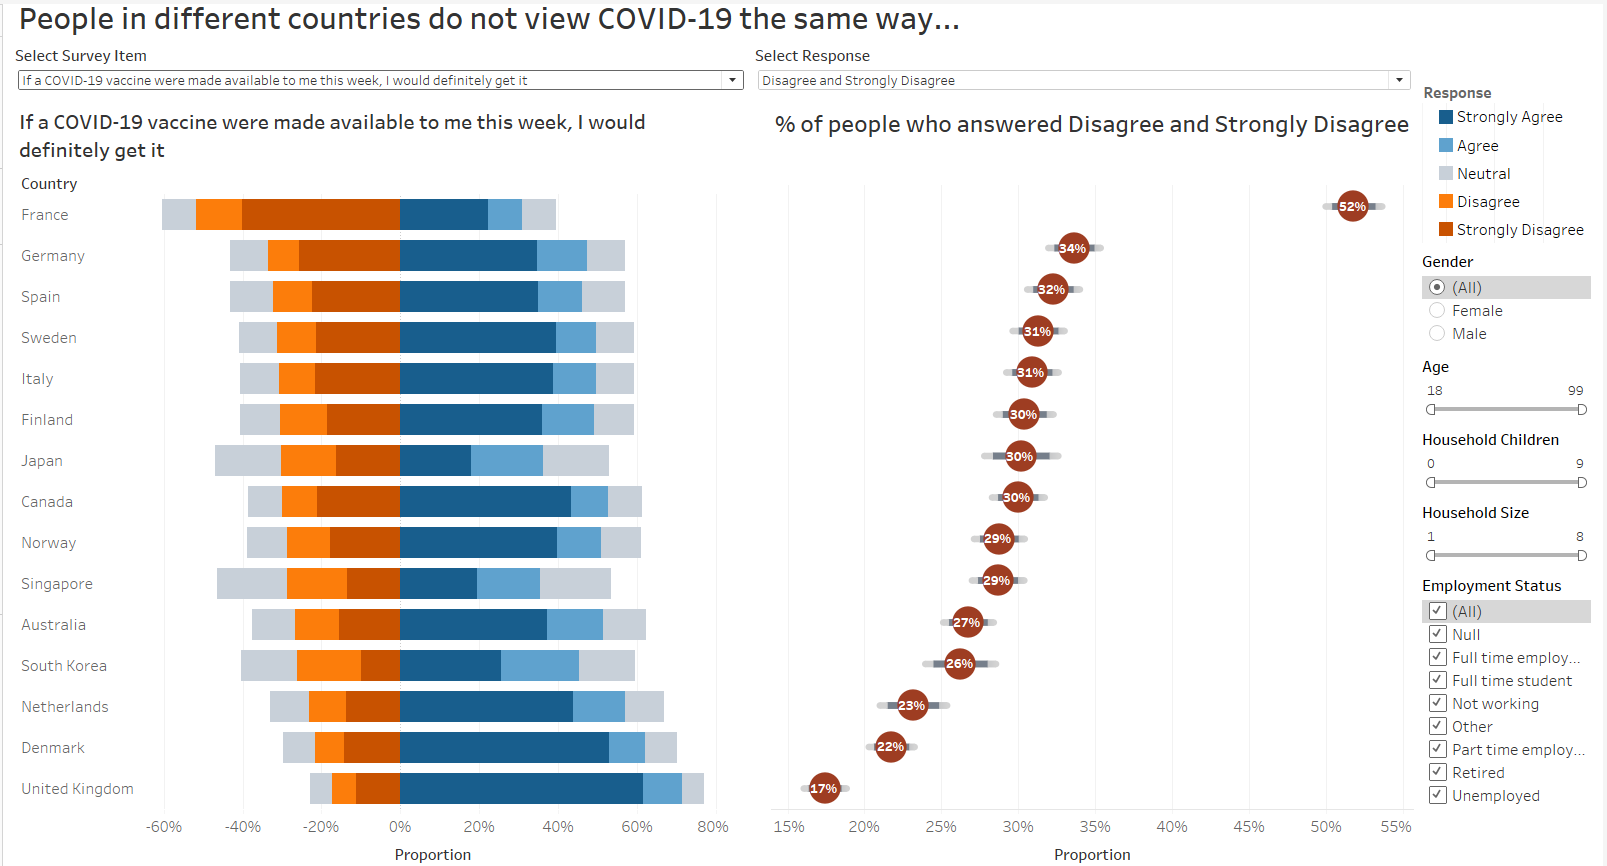 People in different countries do not view COVID-19 the same way...
Select Survey Item
If a COVID-19 vaccine were made available to me this week, I would definitely get it
Select Response
Disagree and Strongly Disagree
If a COVID-19 vaccine were made available to me this week, I would
definitely get it
Country
France
Germany
Spain
Sweden
Italy
Finland
Japan
Canada
Norway
Singapore
Australia
South Korea
Netherlands
Denmark
United Kingdom
-60% -40% -20% 0% 20% 40% 60% 80%
Proportion
% of people who answered Disagree and Strongly Disagree
52%
34%
32%
31%
31%
30%
30%
30%
29%
29%
27%
26%
23%
22%
17%
15% 20% 25% 30% 35% 40% 45% 50% 55%
Proportion
Response
Strongly Agree
Agree
Neutral
Disagree
Strongly Disagree
Gender
(All)
Female
Male
Age
18 99
Household Children
0 9
Household Size
1 8
Employment Status
(All)
Null
Full time employ...
Full time student
Not working
Other
Part time employ...
Retired
Unemployed